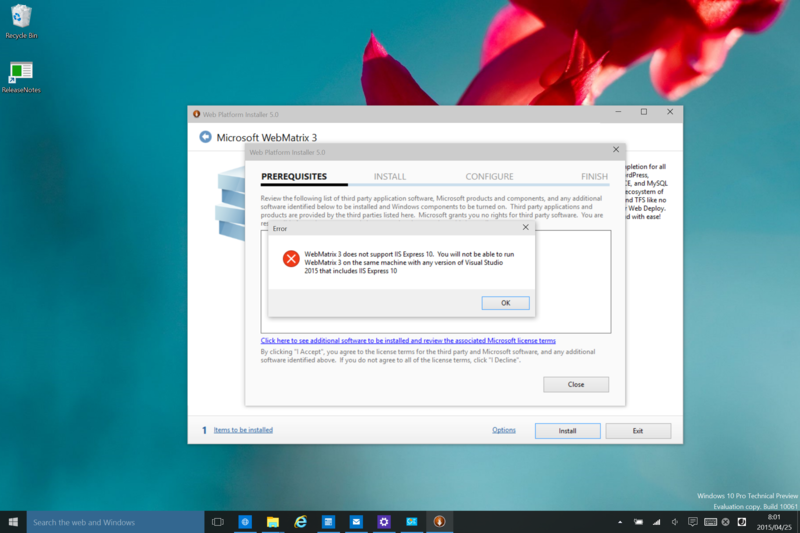 Recycle Bin
ReleaseNotes
Web Platform Installer 5.0
Microsoft WebMatrix 3
pletion for all
rdPress,
E, and MySQL
ecosystem of
nd TFS like no
r Web Deploy.
d with ease!
Web Platform Installer 5.0
PREREQUISITES INSTALL CONFIGURE FINISH
Review the following list of third party application software, Microsoft products and components, and any additional
software identified below to be installed and Windows components to be turned on. Third party applications and
products are provided by the third parties listed here. Microsoft grants you no rights for third party software. You are
res
Error
WebMatrix 3 does not support IIS Express 10. You will not be able to run
WebMatrix 3 on the same machine with any version of Visual Studio
2015 that includes IIS Express 10
OK
Click here to see additional software to be installed and review the associated Microsoft license terms
By clicking "I Accept", you agree to the license terms for the third party and Microsoft software, and any additional
software identified above. If you do not agree to all of the license terms, click "I Decline".
Close
1 Items to be installed
Options Install Exit
Windows 10 Pro Technical Preview
Evaluation copy. Build 10061
Search the web and Windows
8:01
2015/04/25